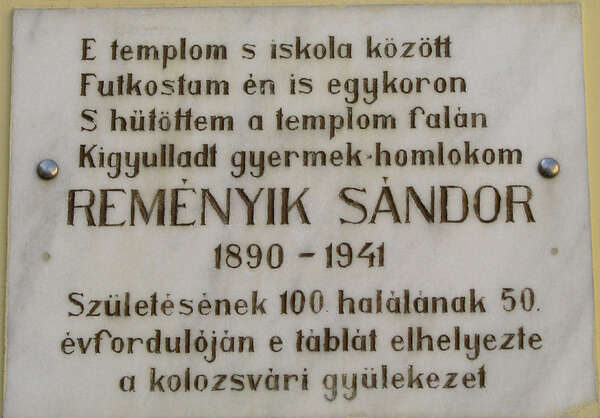 E templom s iskola között
Futkostam én is egykoron
S hűtöttem a templom falán
Kigyulladt gyermek-homlokom
REMÉNYIK SÁNDOR
1890 - 1941
Születésének 100. halálának 50.
évfordulóján e táblát elhelyezte
a kolozsvári gyülekezet